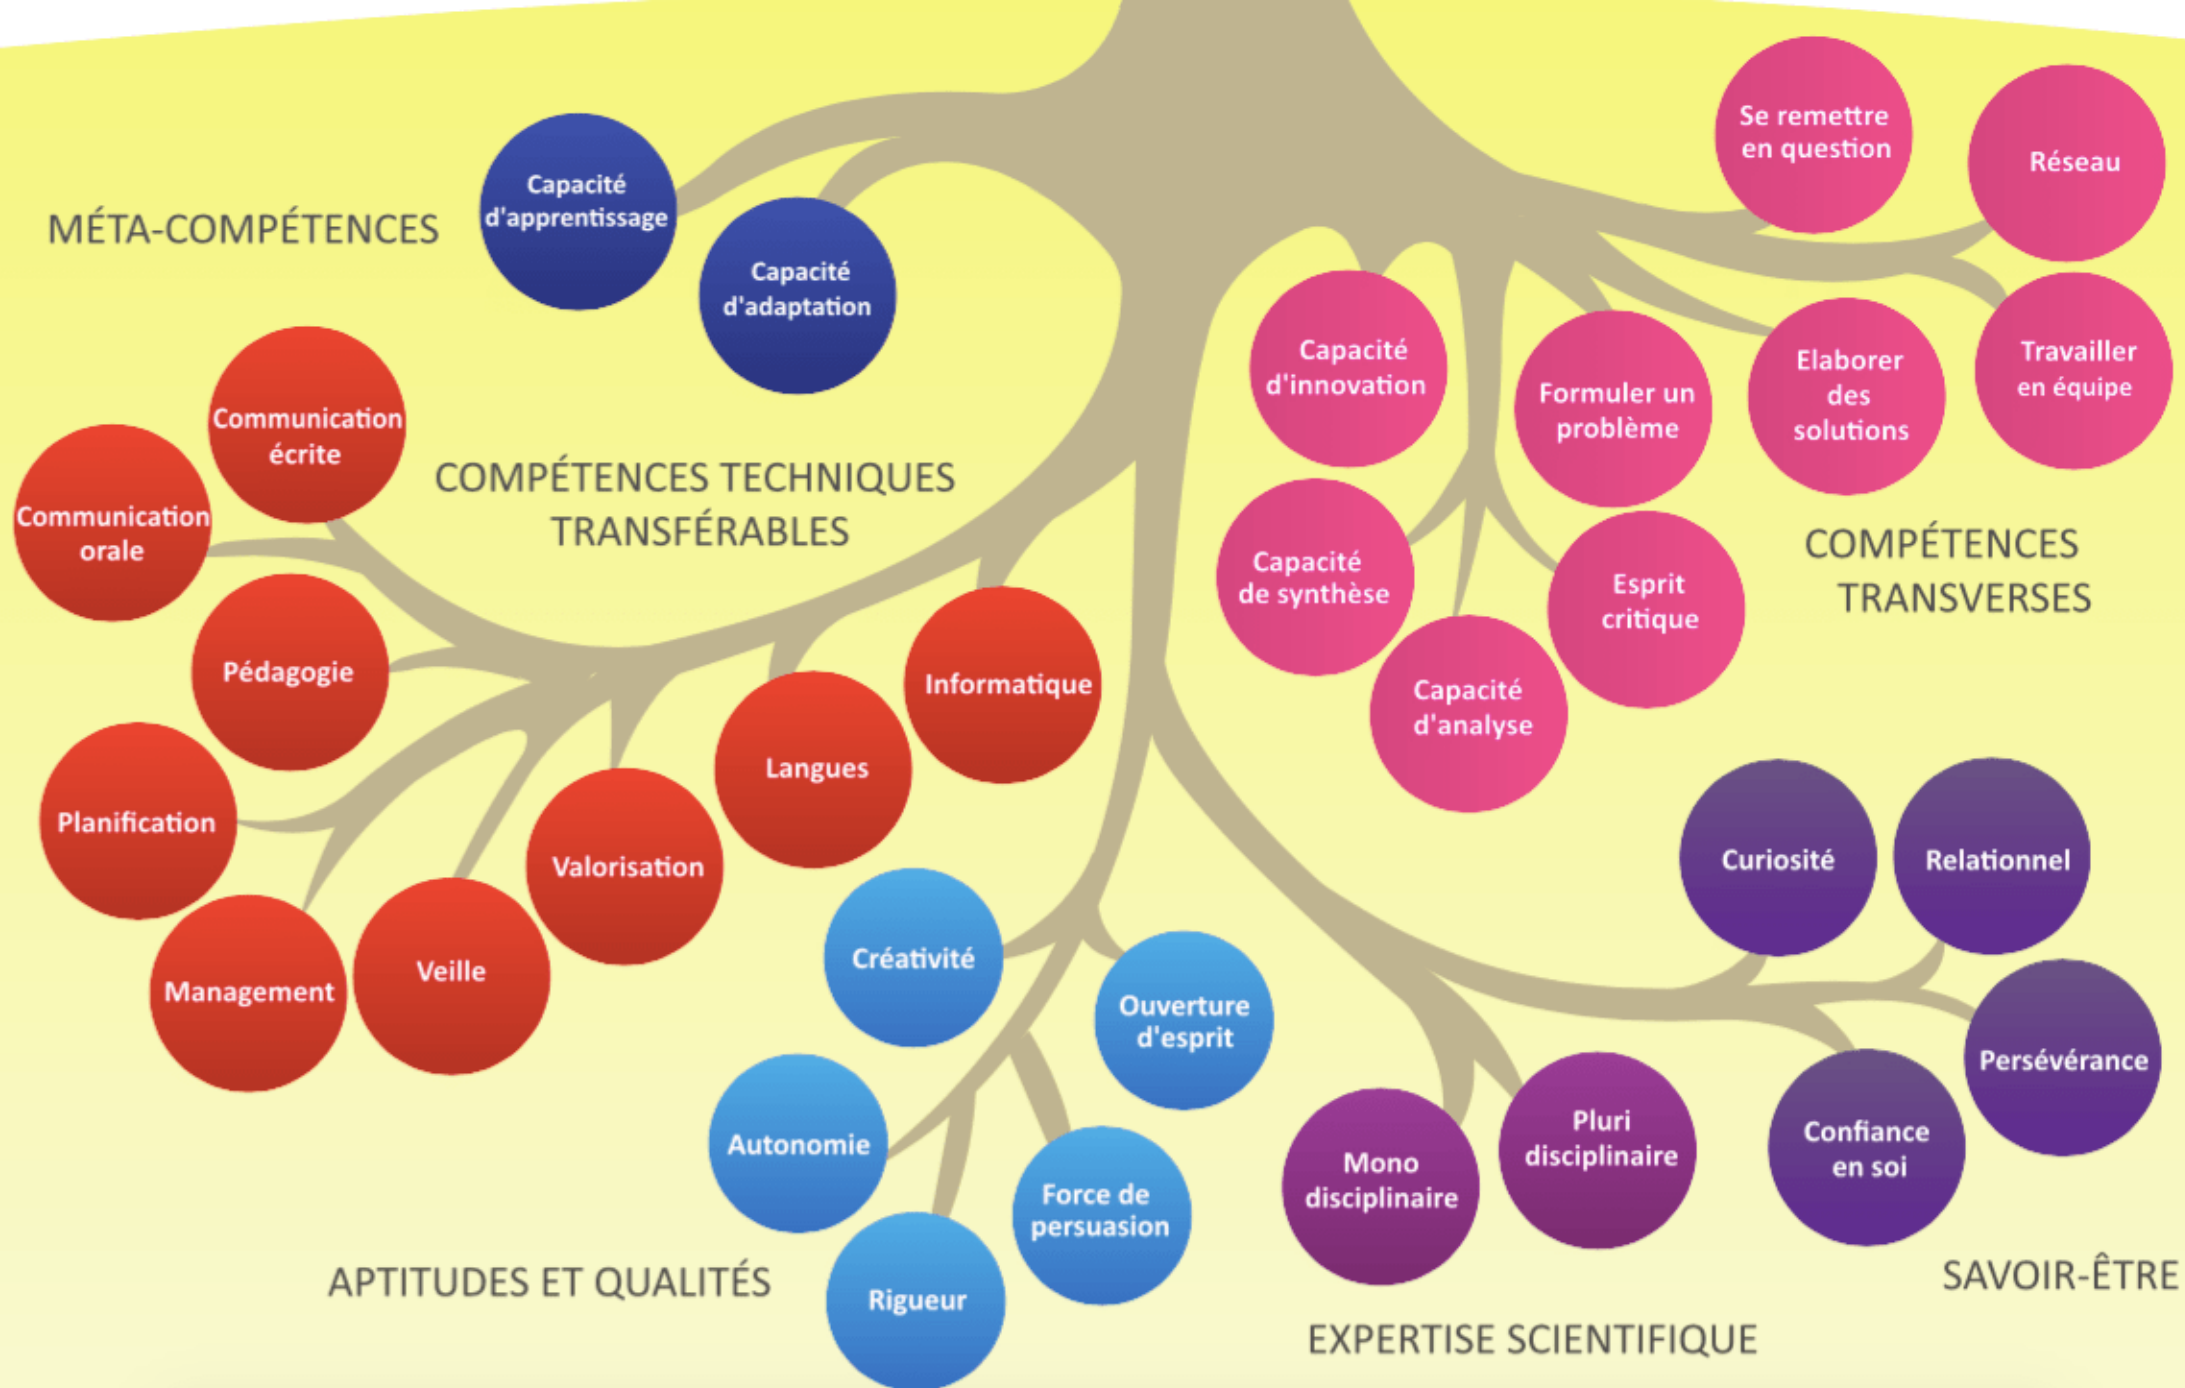 MÉTA-COMPÉTENCES
Capacité
d'apprentissage
Capacité
d'adaptation
COMPÉTENCES TECHNIQUES
TRANSFÉRABLES
Communication
écrite
Communication
orale
Pédagogie
Planification
Management
Veille
Valorisation
Langues
Informatique
Se remettre
en question
Réseau
Travailler
en équipe
Elaborer
des
solutions
Formuler un
problème
Capacité
d'innovation
Capacité
de synthèse
Capacité
d'analyse
Esprit
critique
COMPÉTENCES
TRANSVERSES
Créativité
Ouverture
d'esprit
Autonomie
Force de
persuasion
Rigueur
APTITUDES ET QUALITÉS
Mono
disciplinaire
Pluri
disciplinaire
EXPERTISE SCIENTIFIQUE
Curiosité
Relationnel
Persévérance
Confiance
en soi
SAVOIR-ÊTRE